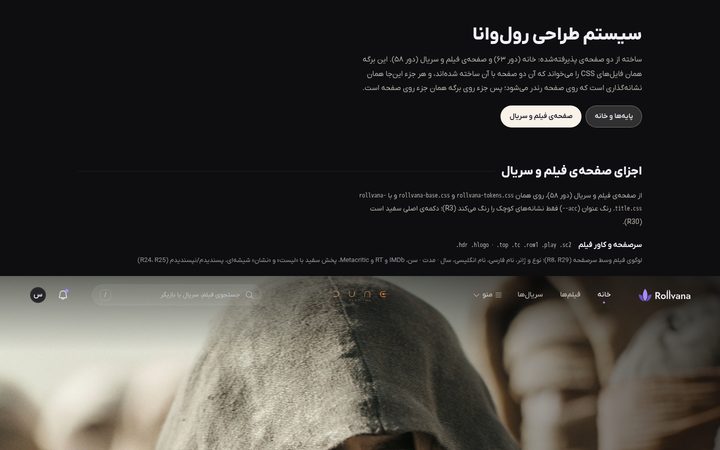 سیستم طراحی رول‌وانا
ساخته از دو صفحه‌ی پذیرفته‌شده: خانه (دور ۶۳) و صفحه‌ی فیلم و سریال (دور ۵۸). این برگه
همان فایل‌های CSS را می‌خواند که آن دو صفحه با آن ساخته شده‌اند، و هر جزء این‌جا همان
نشانه‌گذاری است که روی صفحه رندر می‌شود؛ پس جزء روی برگه همان جزء روی صفحه است.
پایه‌ها و خانه
صفحه‌ی فیلم و سریال
اجزای صفحه‌ی فیلم و سریال
از صفحه‌ی فیلم و سریال (دور ۵۸)، روی همان rollvana-tokens.css و rollvana-base.css و با rollvana-
title.css. رنگ عنوان (--acc) فقط نشانه‌های کوچک را رنگ می‌کند (R3)؛ دکمه‌ی اصلی سفید است
(R30).
سرصفحه و کاور فیلم
.hdr .hlogo · .top .tc .row1 .play .sc2
لوگوی فیلم وسط سرصفحه (R8، R29)؛ نوع و ژانر، نام فارسی، نام انگلیسی، سال · مدت · سن، IMDb و RT و Metacritic، پخش سفید با «لیست» و «نشان» شیشه‌ای، پسندیدم/نپسندیدم (R24، R25)
Rollvana
خانه
فیلم‌ها
سریال‌ها
منو
DUNE
جستجوی فیلم، سریال یا بازیگر
/
س